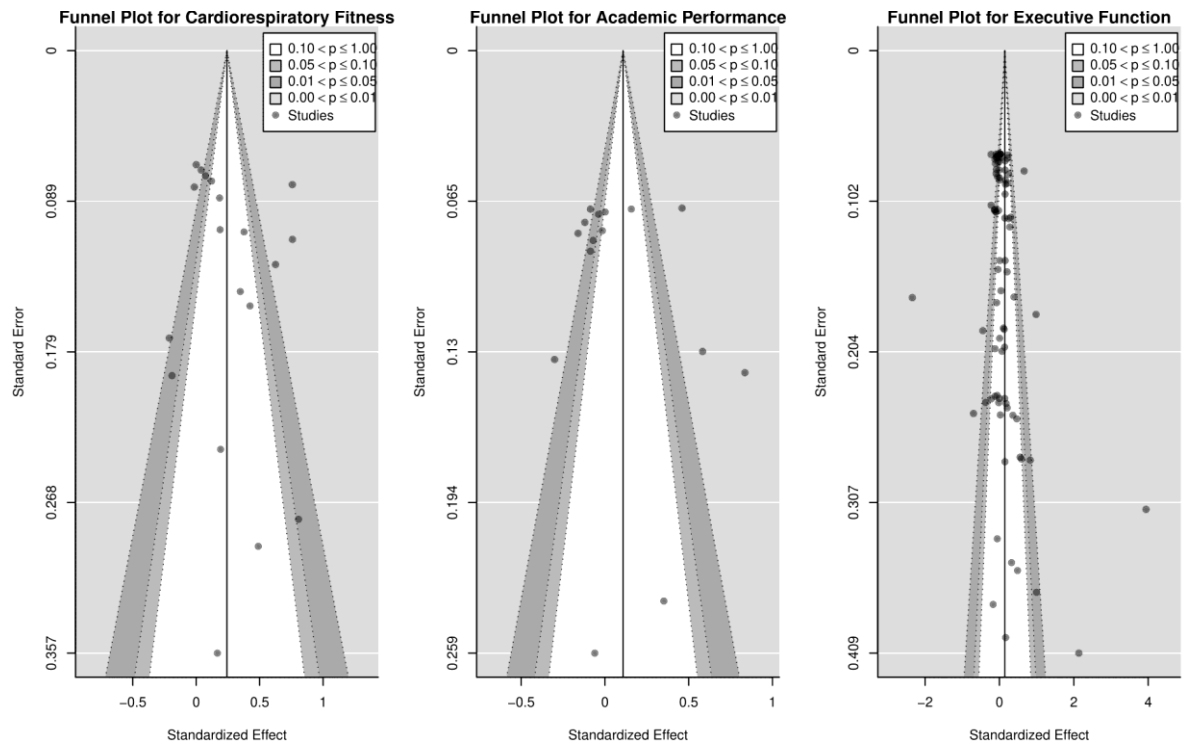 Funnel Plot for Cardiorespiratory Fitness
0.10 < p ≤ 1.00
0.05 < p ≤ 0.10
0.01 < p ≤ 0.05
0.00 < p ≤ 0.01
Studies
Standard Error
0
0.089
0.179
0.268
0.357
−0.5
0
0.5
1
Standardized Effect
Funnel Plot for Academic Performance
0.10 < p ≤ 1.00
0.05 < p ≤ 0.10
0.01 < p ≤ 0.05
0.00 < p ≤ 0.01
Studies
Standard Error
0
0.065
0.13
0.194
0.259
−0.5
0
0.5
1
Standardized Effect
Funnel Plot for Executive Function
0.10 < p ≤ 1.00
0.05 < p ≤ 0.10
0.01 < p ≤ 0.05
0.00 < p ≤ 0.01
Studies
Standard Error
0
0.102
0.204
0.307
0.409
−2
0
2
4
Standardized Effect